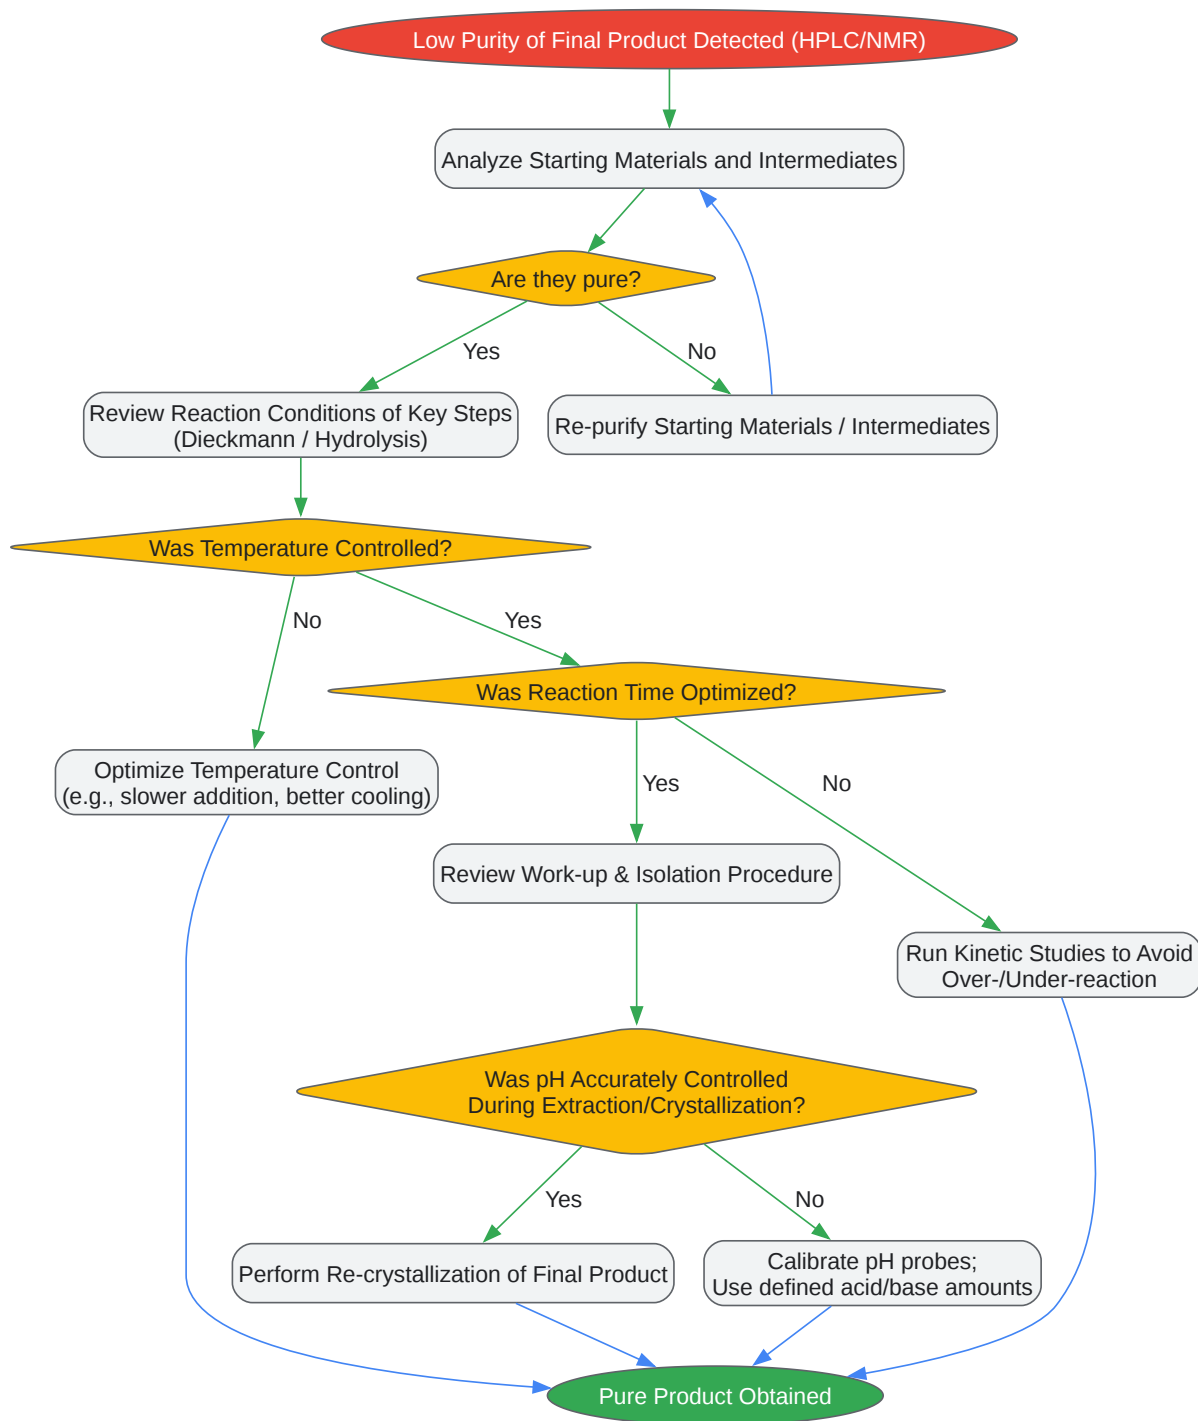 Low Purity of Final Product Detected (HPLC/NMR)
Analyze Starting Materials and Intermediates
Are they pure?
Yes
No
Review Reaction Conditions of Key Steps
(Dieckmann / Hydrolysis)
Re-purify Starting Materials / Intermediates
Was Temperature Controlled?
No
Yes
Was Reaction Time Optimized?
Optimize Temperature Control
(e.g., slower addition, better cooling)
Yes
No
Review Work-up & Isolation Procedure
Run Kinetic Studies to Avoid
Over-/Under-reaction
Was pH Accurately Controlled
During Extraction/Crystallization?
Yes
No
Perform Re-crystallization of Final Product
Calibrate pH probes;
Use defined acid/base amounts
Pure Product Obtained